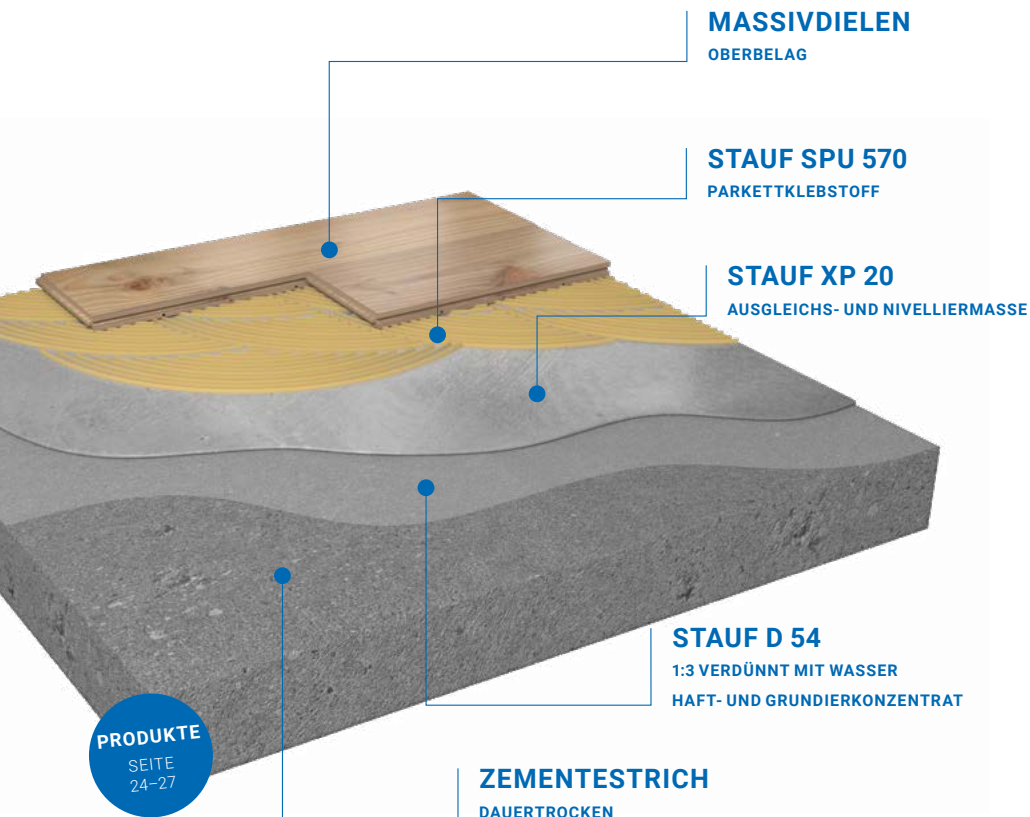 MASSIVDIELEN
OBERBELAG
STAUF SPU 570
PARKETTKLEBSTOFF
STAUF XP 20
AUSGLEICHS- UND NIVELLIERMASSE
STAUF D 54
1:3 VERDÜNNT MIT WASSER
HAFT- UND GRUNDIERKONZENTRAT
PRODUKTE
SEITE
24–27
ZEMENTESTRICH
DAUERTROCKEN